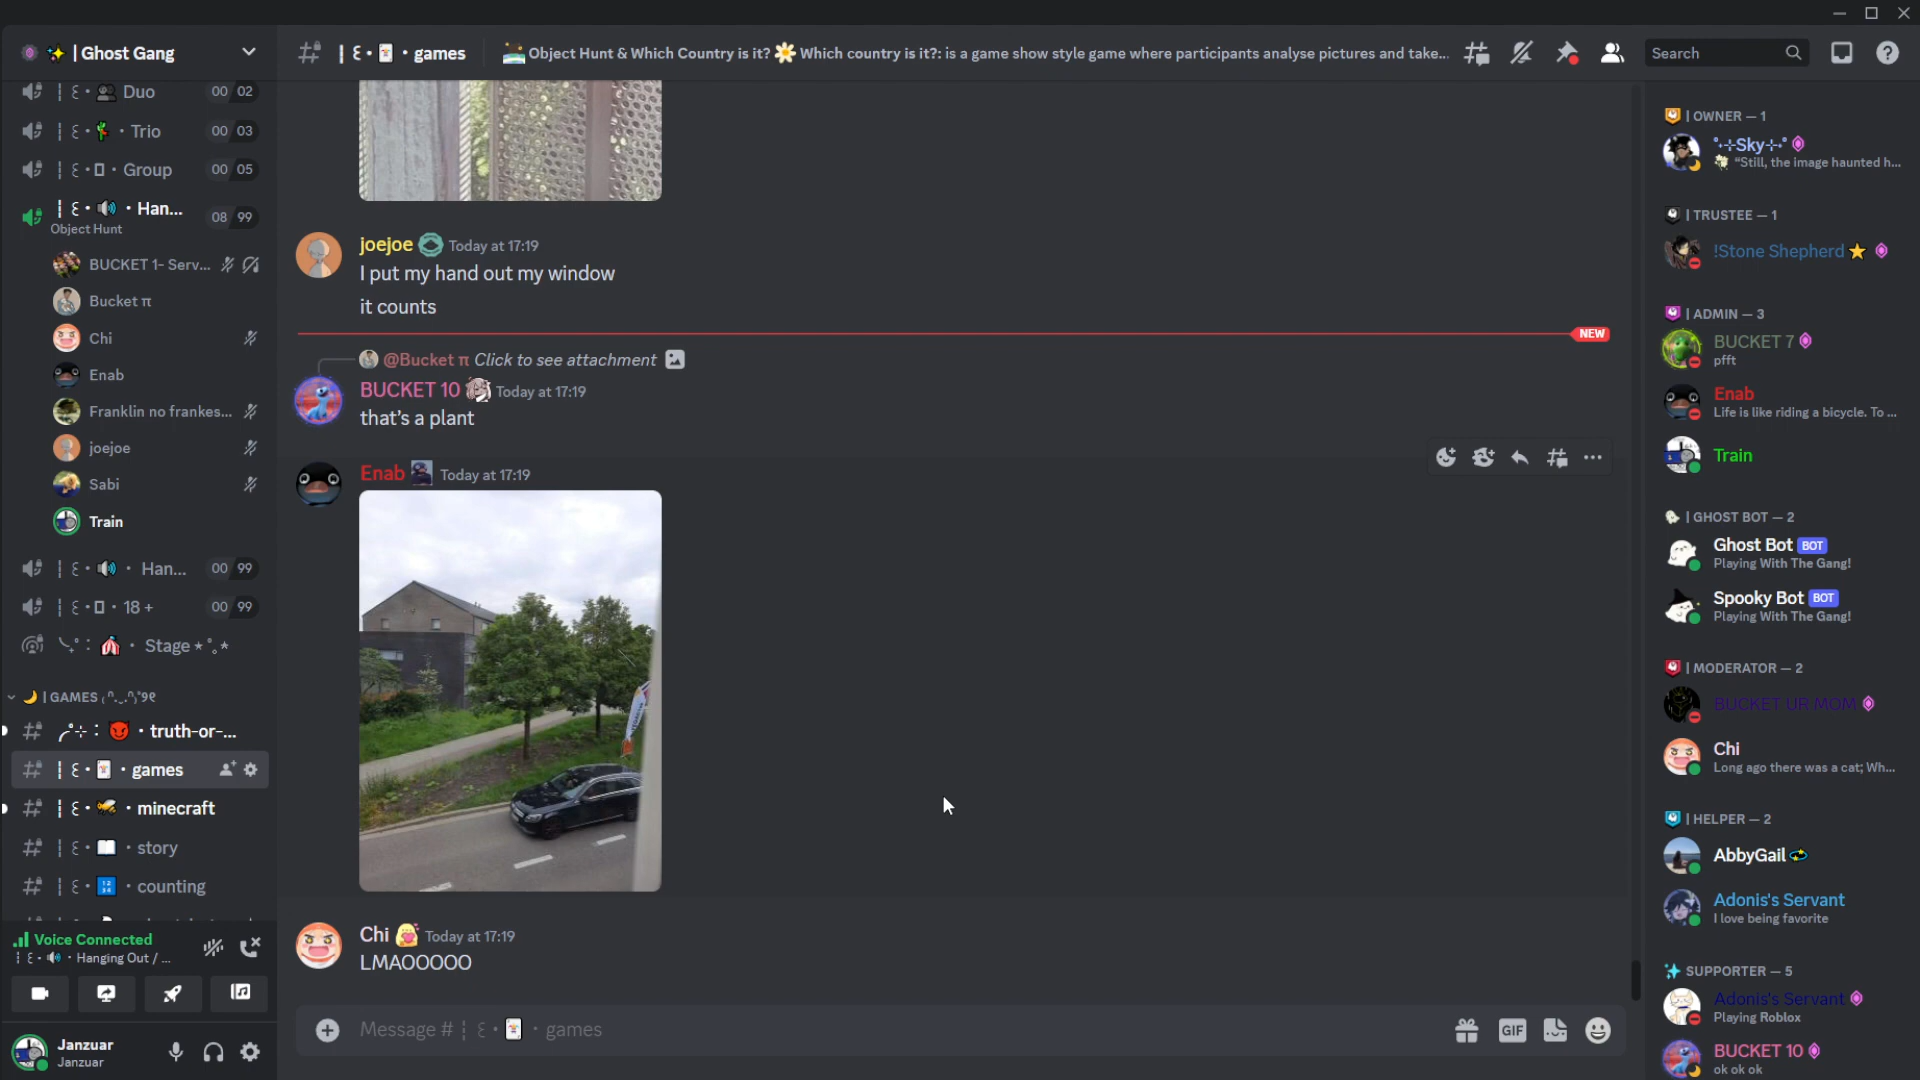 | Ghost Gang
games
Object Hunt & Which Country is it? Which country is it?: is a game show style game where participants analyse pictures and take...
Search
Duo 00 02
Trio 00 03
Group 00 05
Han... 08 99
Object Hunt
BUCKET 1- Serv...
Bucket π
Chi
Enab
Franklin no frankes...
joejoe
Sabi
Train
Han... 00 99
18 + 00 99
Stage
| GAMES
truth-or-...
games
minecraft
story
counting
Voice Connected
Hanging Out / ...
Janzuar
Janzuar
joejoe Today at 17:19
I put my hand out my window
it counts
NEW
@Bucket π Click to see attachment
BUCKET 10 Today at 17:19
that's a plant
Enab Today at 17:19
Chi Today at 17:19
LMAOOOOO
Message # games
GIF
| OWNER — 1
Sky
"Still, the image haunted h...
| TRUSTEE — 1
!Stone Shepherd
| ADMIN — 3
BUCKET 7
pfft
Enab
Life is like riding a bicycle. To ...
Train
| GHOST BOT — 2
Ghost Bot BOT
Playing With The Gang!
Spooky Bot BOT
Playing With The Gang!
| MODERATOR — 2
BUCKET UR MOM
Chi
Long ago there was a cat; Wh...
| HELPER — 2
AbbyGail
Adonis's Servant
I love being favorite
SUPPORTER — 5
Adonis's Servant
Playing Roblox
BUCKET 10
ok ok ok